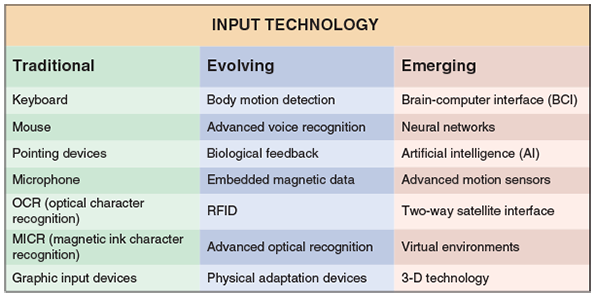 INPUT TECHNOLOGY
Traditional Evolving Emerging
Keyboard Body motion detection Brain-computer interface (BCI)
Mouse Advanced voice recognition Neural networks
Pointing devices Biological feedback Artificial intelligence (AI)
Microphone Embedded magnetic data Advanced motion sensors
OCR (optical character
recognition) RFID Two-way satellite interface
MICR (magnetic ink character
recognition) Advanced optical recognition Virtual environments
Graphic input devices Physical adaptation devices 3-D technology